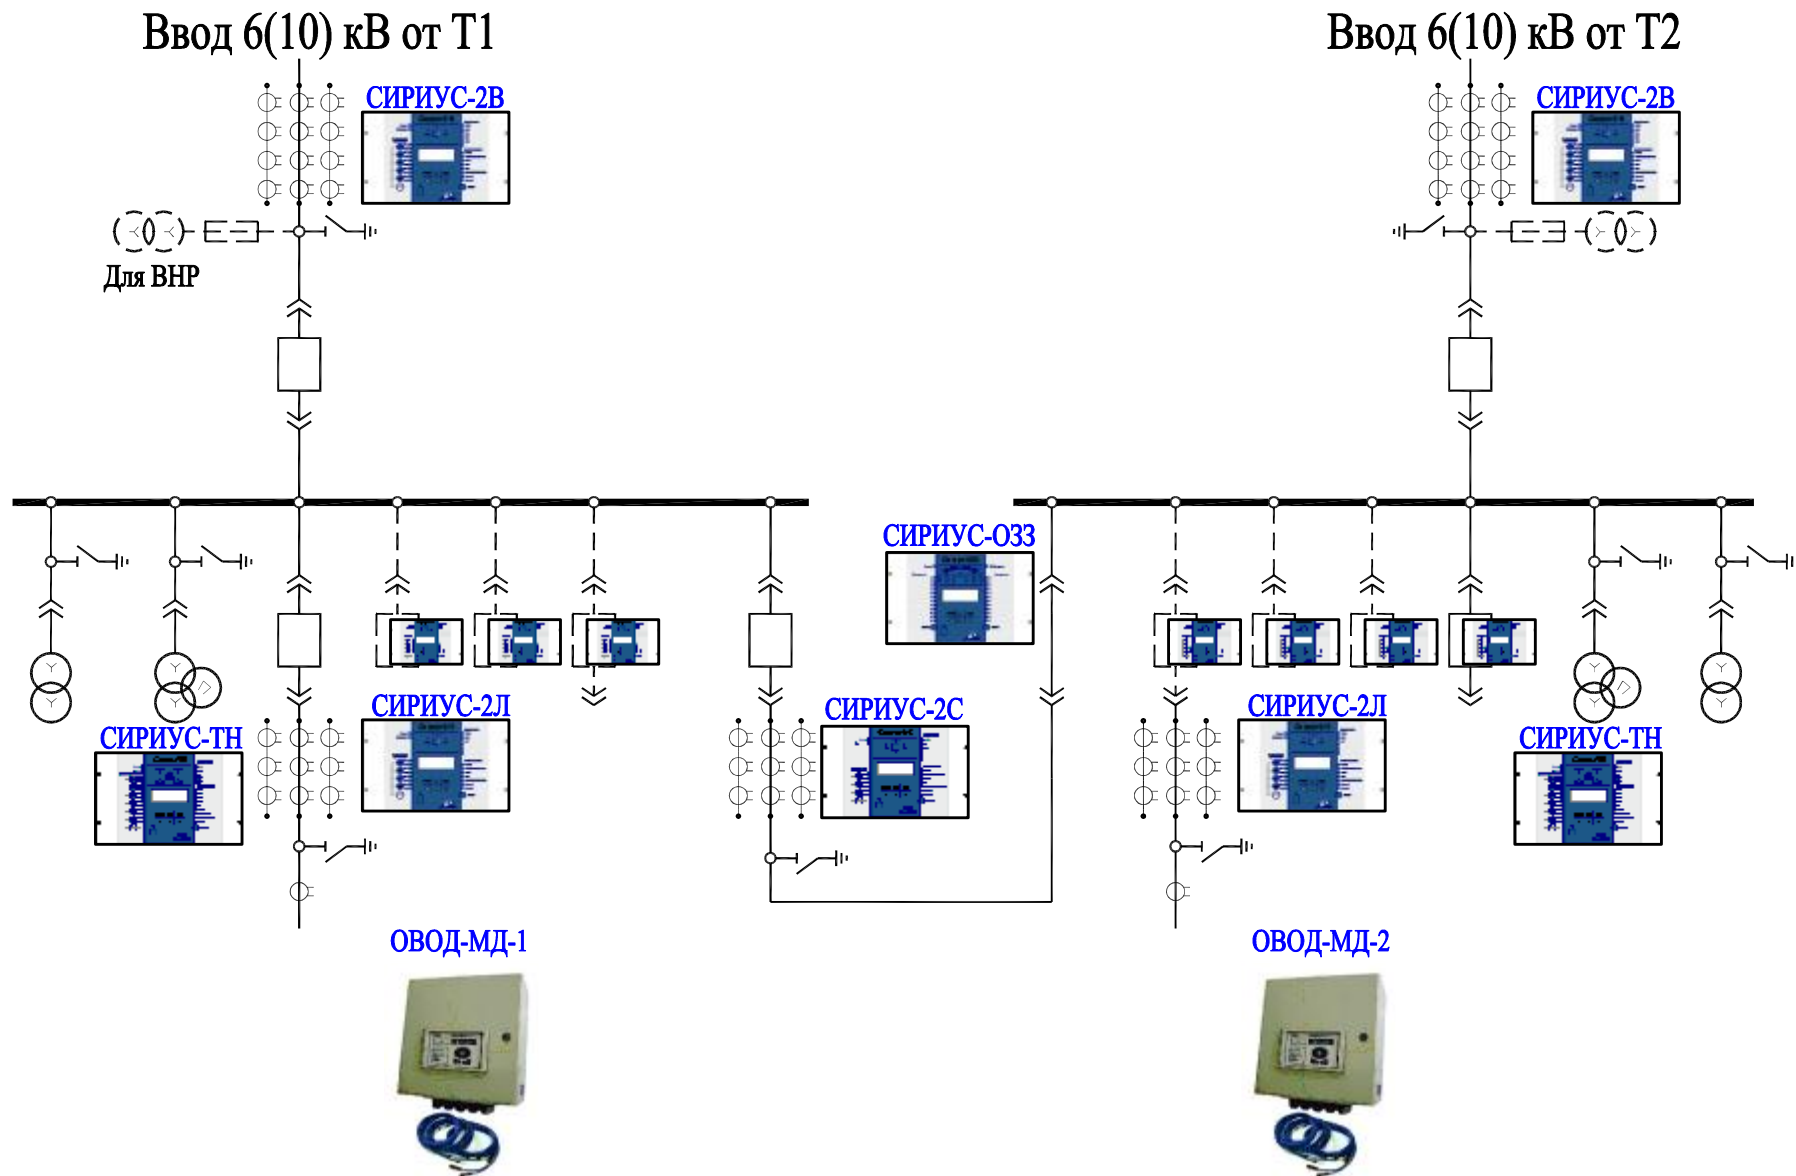 Ввод 6(10) кВ от Т1
Ввод 6(10) кВ от Т2
СИРИУС-2В
СИРИУС-2В
Для ВНР
СИРИУС-ОЗЗ
СИРИУС-2Л
СИРИУС-2С
СИРИУС-2Л
СИРИУС-ТН
СИРИУС-ТН
ОВОД-МД-1
ОВОД-МД-2